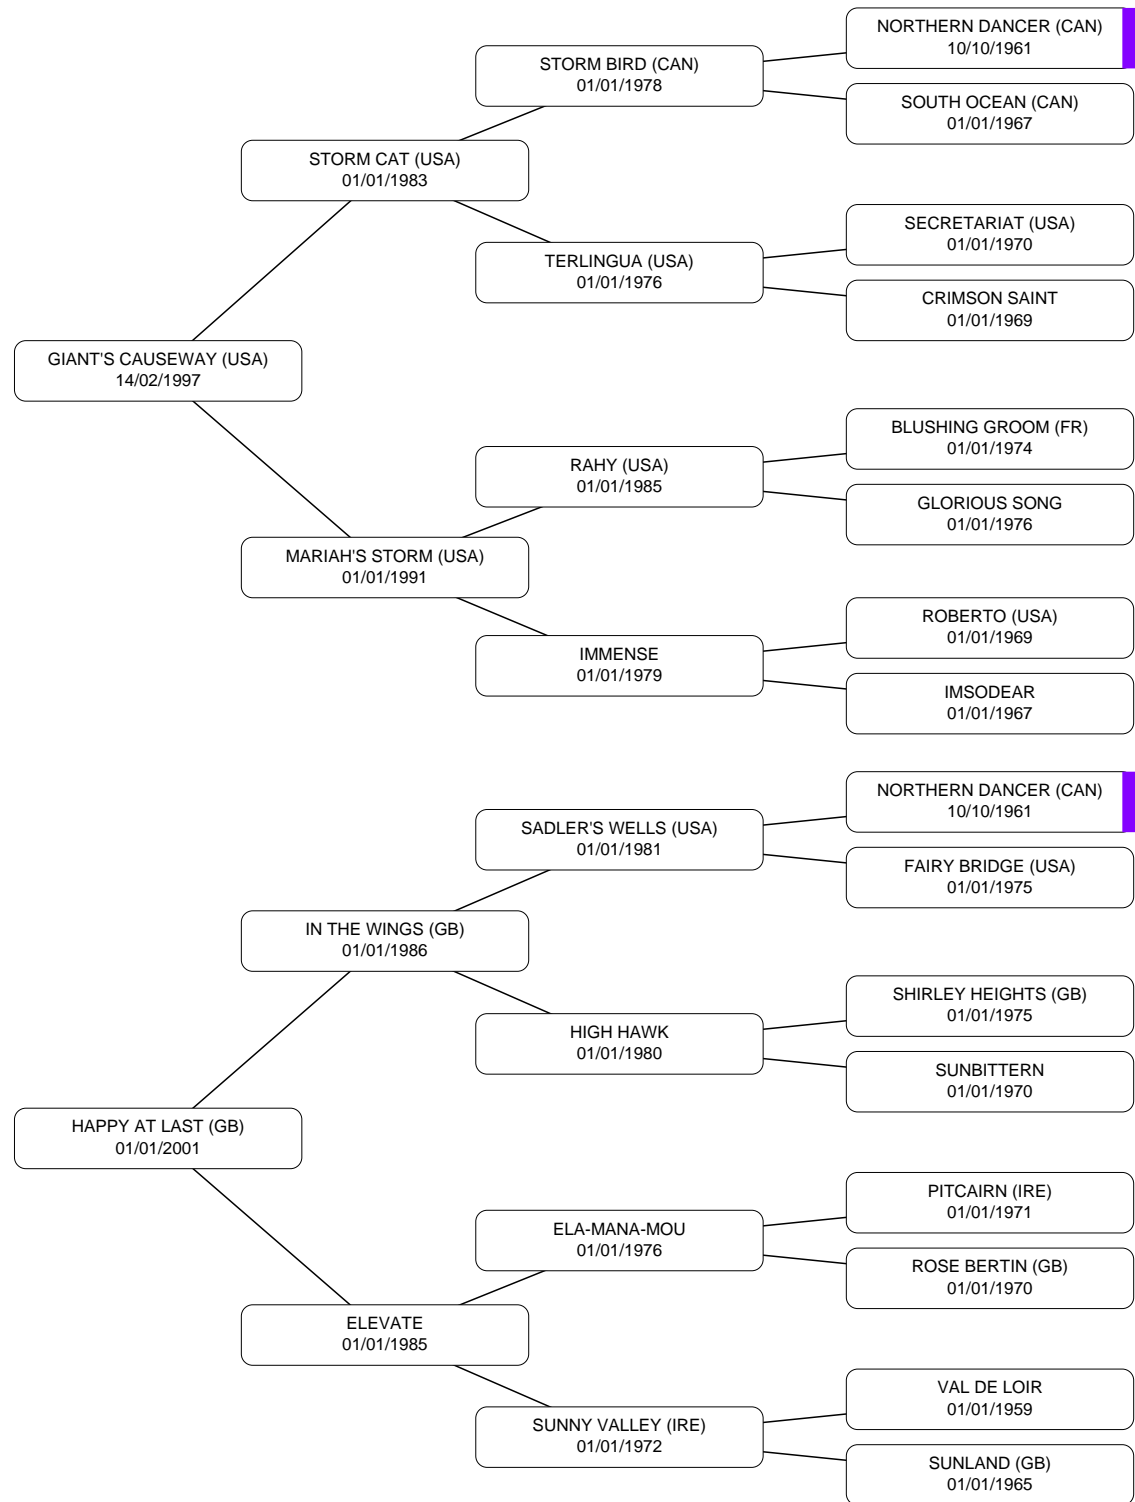 NORTHERN DANCER (CAN)
10/10/1961
STORM BIRD (CAN)
01/01/1978
SOUTH OCEAN (CAN)
01/01/1967
STORM CAT (USA)
01/01/1983
SECRETARIAT (USA)
01/01/1970
TERLINGUA (USA)
01/01/1976
CRIMSON SAINT
01/01/1969
GIANT'S CAUSEWAY (USA)
14/02/1997
BLUSHING GROOM (FR)
01/01/1974
RAHY (USA)
01/01/1985
GLORIOUS SONG
01/01/1976
MARIAH'S STORM (USA)
01/01/1991
ROBERTO (USA)
01/01/1969
IMMENSE
01/01/1979
IMSODEAR
01/01/1967
NORTHERN DANCER (CAN)
10/10/1961
SADLER'S WELLS (USA)
01/01/1981
FAIRY BRIDGE (USA)
01/01/1975
IN THE WINGS (GB)
01/01/1986
SHIRLEY HEIGHTS (GB)
01/01/1975
HIGH HAWK
01/01/1980
SUNBITTERN
01/01/1970
HAPPY AT LAST (GB)
01/01/2001
PITCAIRN (IRE)
01/01/1971
ELA-MANA-MOU
01/01/1976
ROSE BERTIN (GB)
01/01/1970
ELEVATE
01/01/1985
VAL DE LOIR
01/01/1959
SUNNY VALLEY (IRE)
01/01/1972
SUNLAND (GB)
01/01/1965